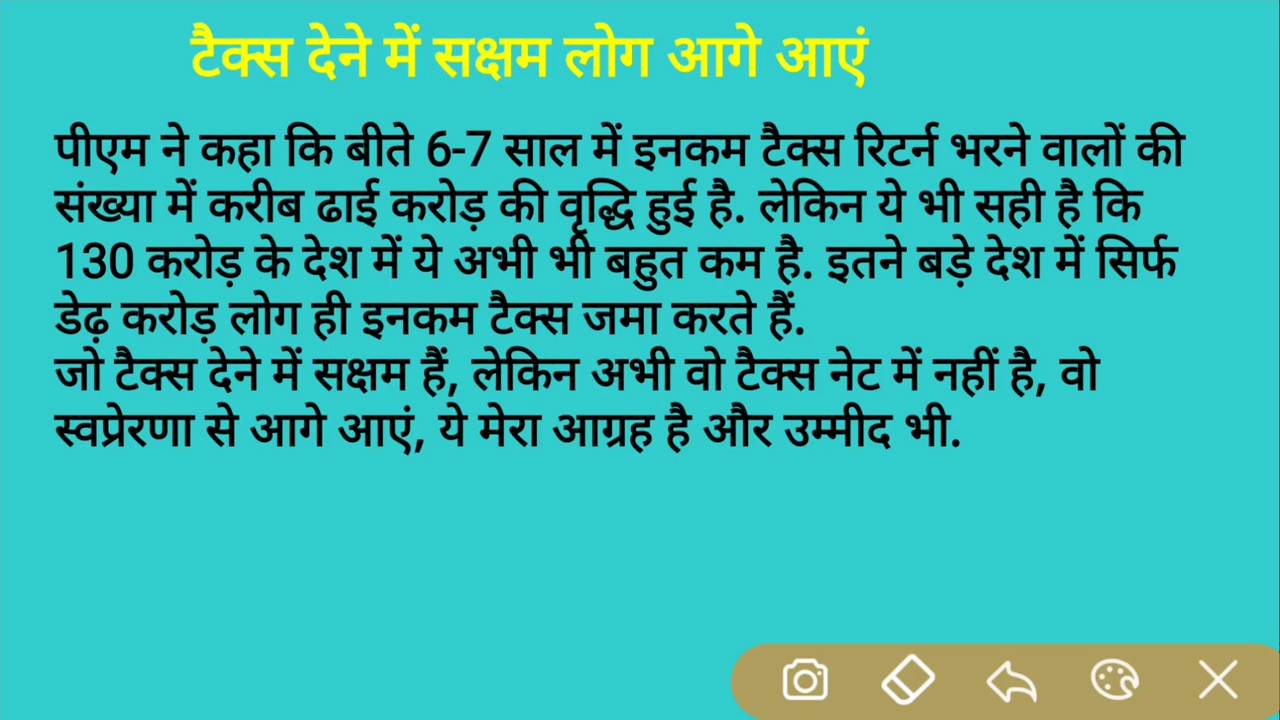 टैक्स देने में सक्षम लोग आगे आएं
पीएम ने कहा कि बीते 6-7 साल में इनकम टैक्स रिटर्न भरने वालों की
संख्या में करीब ढाई करोड़ की वृद्धि हुई है. लेकिन ये भी सही है कि
130 करोड़ के देश में ये अभी भी बहुत कम है. इतने बड़े देश में सिर्फ
डेढ़ करोड़ लोग ही इनकम टैक्स जमा करते हैं.
जो टैक्स देने में सक्षम हैं, लेकिन अभी वो टैक्स नेट में नहीं है, वो
स्वप्रेरणा से आगे आएं, ये मेरा आग्रह है और उम्मीद भी.